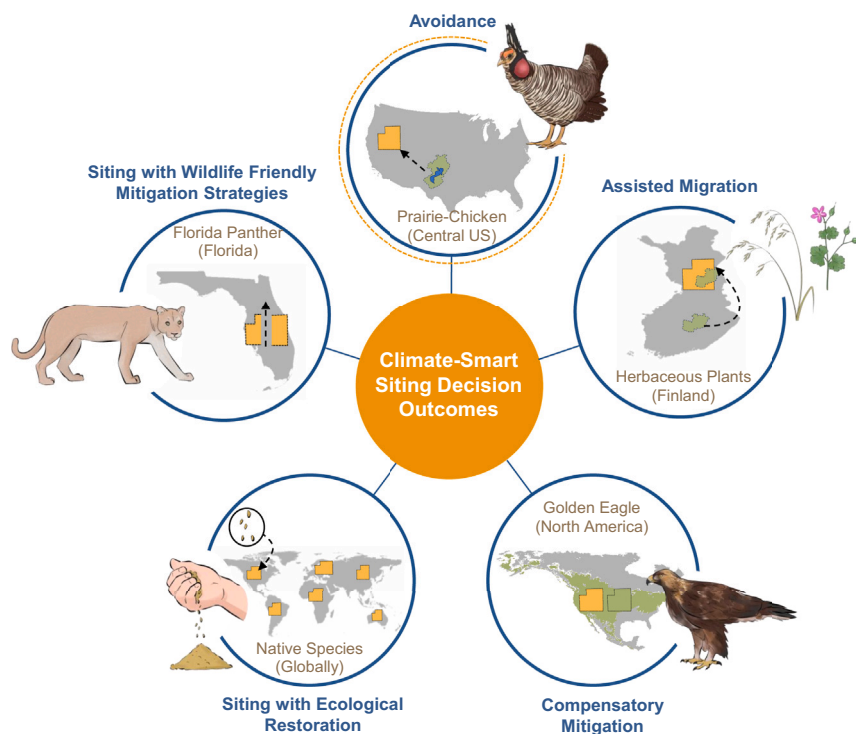 Avoidance
Prairie-Chicken
(Central US)
Siting with Wildlife Friendly
Mitigation Strategies
Florida Panther
(Florida)
Assisted Migration
Herbaceous Plants
(Finland)
Climate-Smart
Siting Decision
Outcomes
Native Species
(Globally)
Siting with Ecological
Restoration
Golden Eagle
(North America)
Compensatory
Mitigation